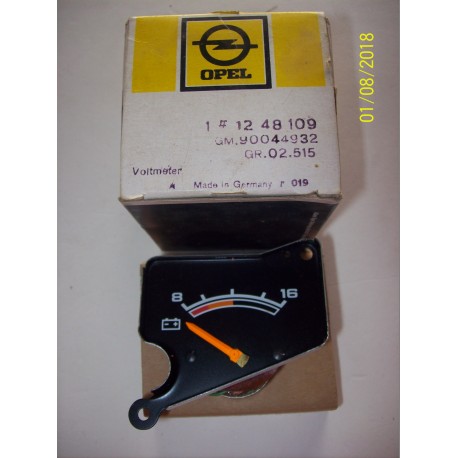 OPEL
1 # 12 48 109
GM.90044932
GR.02.515
Voltmeter
A Made in Germany r 019
8 16
01/08/2018